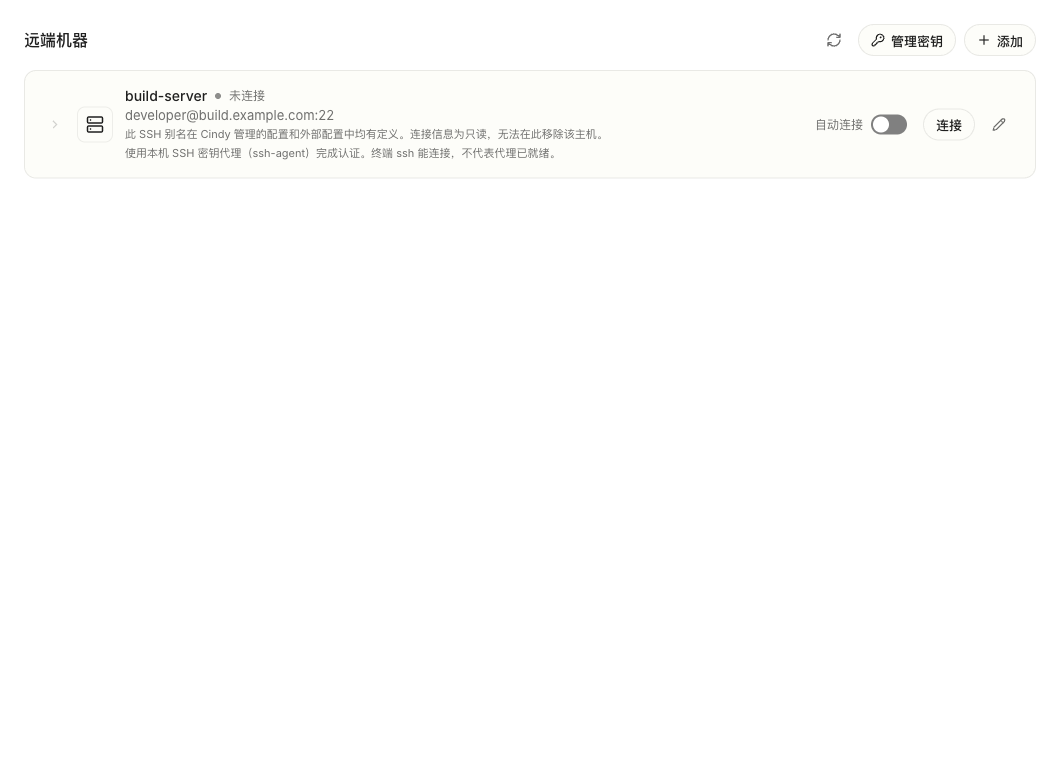 远端机器
管理密钥
添加
build-server 未连接
developer@build.example.com:22
此 SSH 别名在 Cindy 管理的配置和外部配置中均有定义。连接信息为只读，无法在此移除该主机。
使用本机 SSH 密钥代理（ssh-agent）完成认证。终端 ssh 能连接，不代表代理已就绪。
自动连接
连接